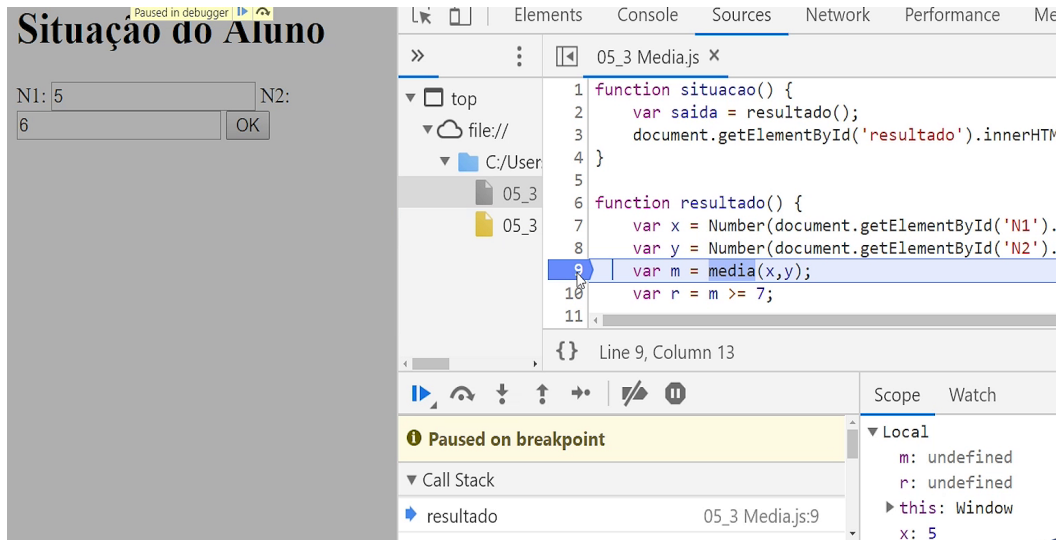 Paused in debugger
Situação do Aluno
N1: 5 N2:
6 OK
Elements Console Sources Network Performance Me
05_3 Media.js ×
top
file://
C:/User
05_3
05_3
1 function situacao() {
2 var saida = resultado();
3 document.getElementById('resultado').innerHTM
4 }
5
6 function resultado() {
7 var x = Number(document.getElementById('N1').
8 var y = Number(document.getElementById('N2').
9 var m = media(x,y);
10 var r = m >= 7;
11
{} Line 9, Column 13
Paused on breakpoint
Call Stack
resultado 05_3 Media.js:9
Scope Watch
Local
m: undefined
r: undefined
this: Window
x: 5